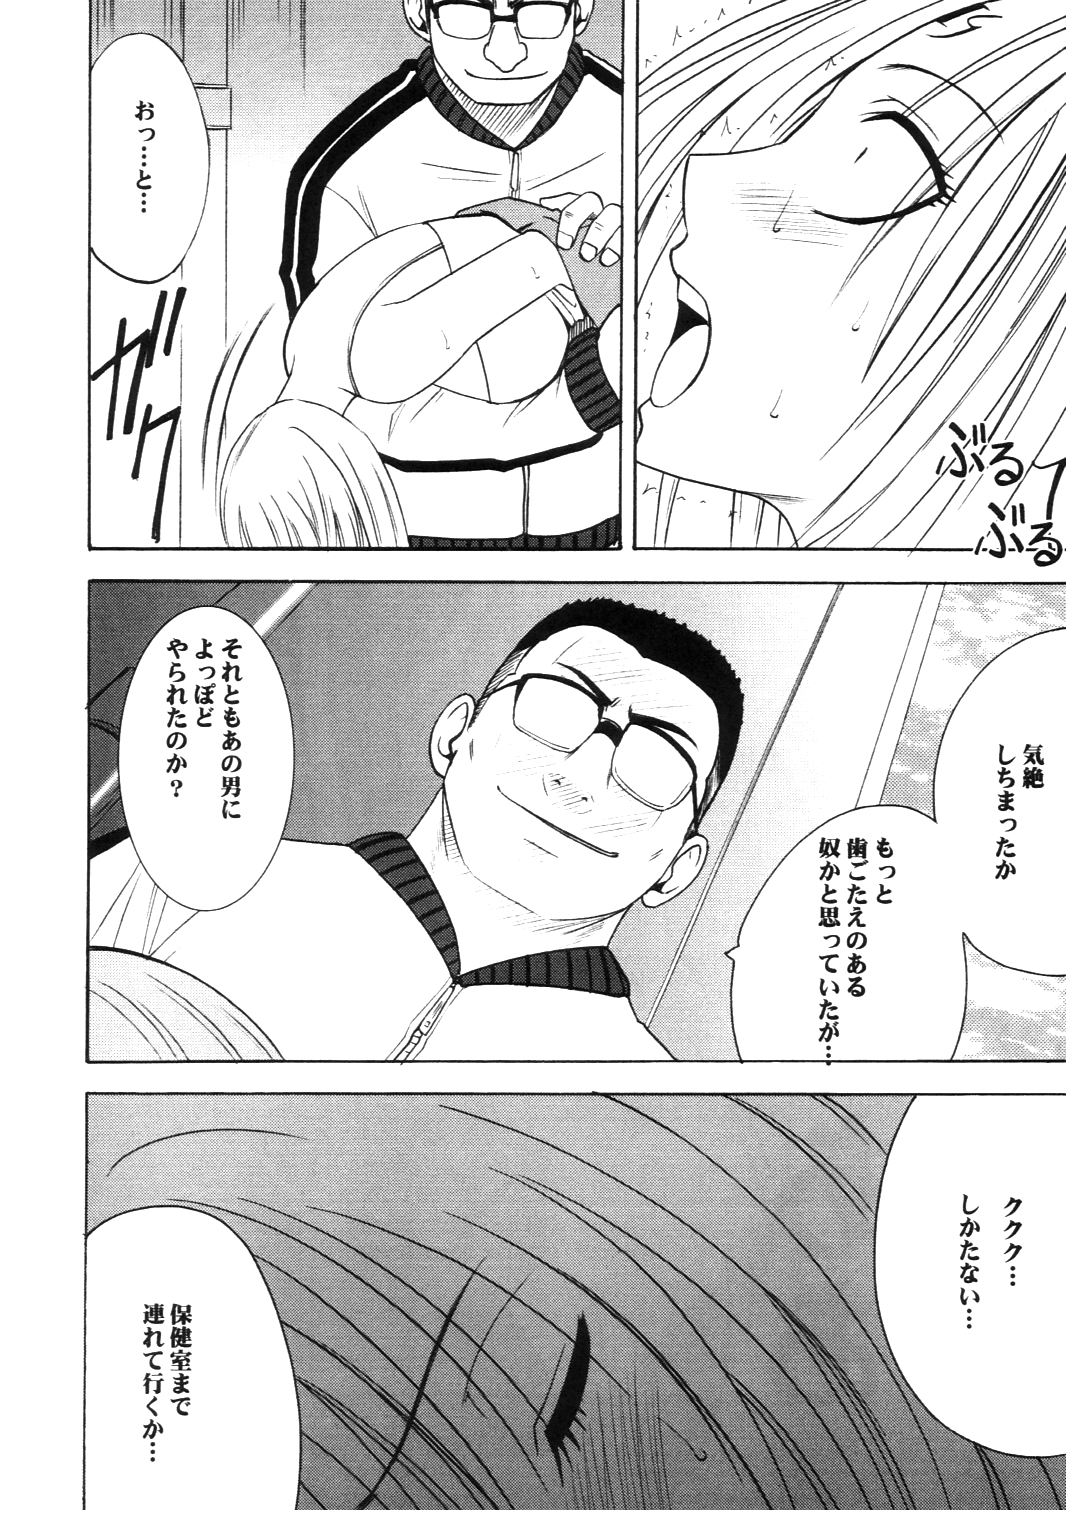 ぶる
ぶる
おっ…と…
ガク
気絶
しちまったか
もっと
歯ごたえのある
奴かと思っていたが…
それともあの男に
よっぽど
やられたのか？
ククク…
しかたない…
保健室まで
連れて行くか…